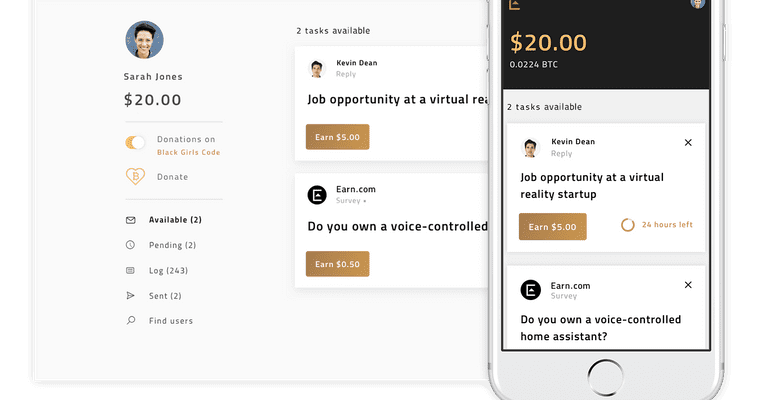 Sarah Jones
$20.00
Donations on
Black Girls Code
Donate
Available (2)
Pending (2)
Log (243)
Sent (2)
Find users
2 tasks available
Kevin Dean
Reply
Job opportunity at a virtual rea
Earn $5.00
Earn.com
Survey •
Do you own a voice-controlled
Earn $0.50
$20.00
0.0224 BTC
2 tasks available
Kevin Dean
Reply
Job opportunity at a virtual
reality startup
Earn $5.00
24 hours left
Earn.com
Survey
Do you own a voice-controlled
home assistant?